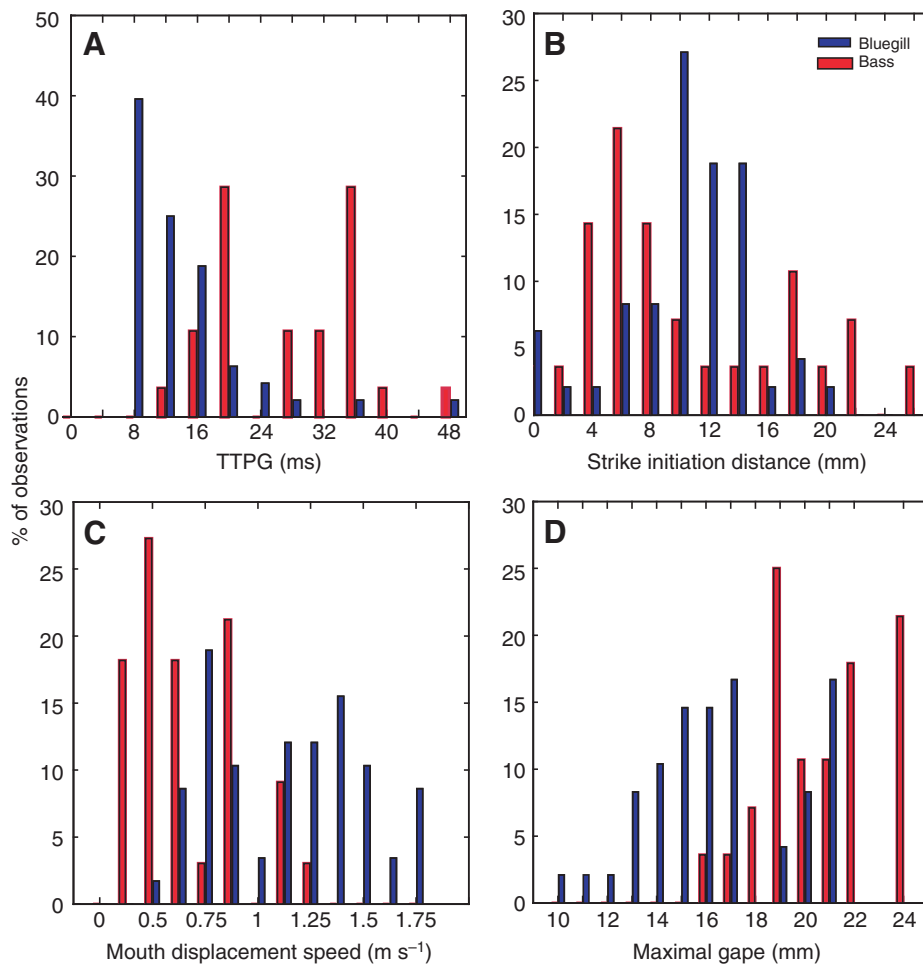 A
50
40
30
20
10
0
0 8 16 24 32 40 48
TTPG (ms)
B
Bluegill
Bass
30
25
20
15
10
5
0
0 4 8 12 16 20 24
Strike initiation distance (mm)
% of observations
C
30
25
20
15
10
5
0
0 0.5 0.75 1 1.25 1.5 1.75
Mouth displacement speed (m s⁻¹)
D
30
25
20
15
10
5
0
10 12 14 16 18 20 22 24
Maximal gape (mm)